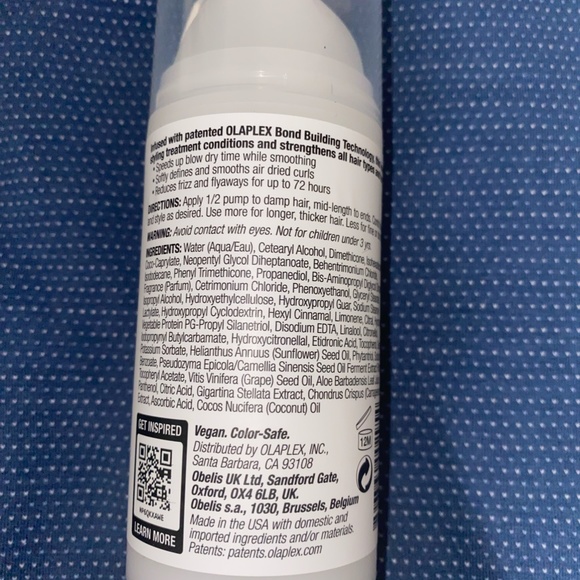 Infused with patented OLAPLEX Bond Building Technology,
styling treatment conditions and strengthens all hair types
• Speeds up blow dry time while smoothing
• Softly defines and smooths air dried curls
• Reduces frizz and flyaways for up to 72 hours
DIRECTIONS: Apply 1/2 pump to damp hair, mid-length to ends.
and style as desired. Use more for longer, thicker hair. Less for
WARNING: Avoid contact with eyes. Not for children under 3 yrs.
INGREDIENTS: Water (Aqua/Eau), Cetearyl Alcohol, Dimethicone,
Coco-Caprylate, Neopentyl Glycol Diheptanoate, Behentrimonium Chloride
Isododecane, Phenyl Trimethicone, Propanediol, Bis-Aminopropyl Diglycol
Fragrance (Parfum), Cetrimonium Chloride, Phenoxyethanol, Glyceryl
Isopropyl Alcohol, Hydroxyethylcellulose, Hydroxypropyl Guar, Sodium
Lactylate, Hydroxypropyl Cyclodextrin, Hexyl Cinnamal, Limonene,
Vegetable Protein PG-Propyl Silanetriol, Disodium EDTA, Linalool,
Butylcarbamate, Hydroxycitronellal, Etidronic Acid,
Potassium Sorbate, Helianthus Annuus (Sunflower) Seed Oil,
Benzoate, Pseudozyma Epicola/Camellia Sinensis Seed Oil Ferment
Tocopheryl Acetate, Vitis Vinifera (Grape) Seed Oil, Aloe Barbadensis Leaf
Panthenol, Citric Acid, Gigartina Stellata Extract, Chondrus Crispus
Extract, Ascorbic Acid, Cocos Nucifera (Coconut) Oil
GET INSPIRED
LEARN MORE
Vegan. Color-Safe.
Distributed by OLAPLEX, INC.,
Santa Barbara, CA 93108
Obelis UK Ltd, Sandford Gate,
Oxford, OX4 6LB, UK.
Obelis s.a., 1030, Brussels, Belgium
Made in the USA with domestic and
imported ingredients and/or materials.
Patents: patents.olaplex.com
12M